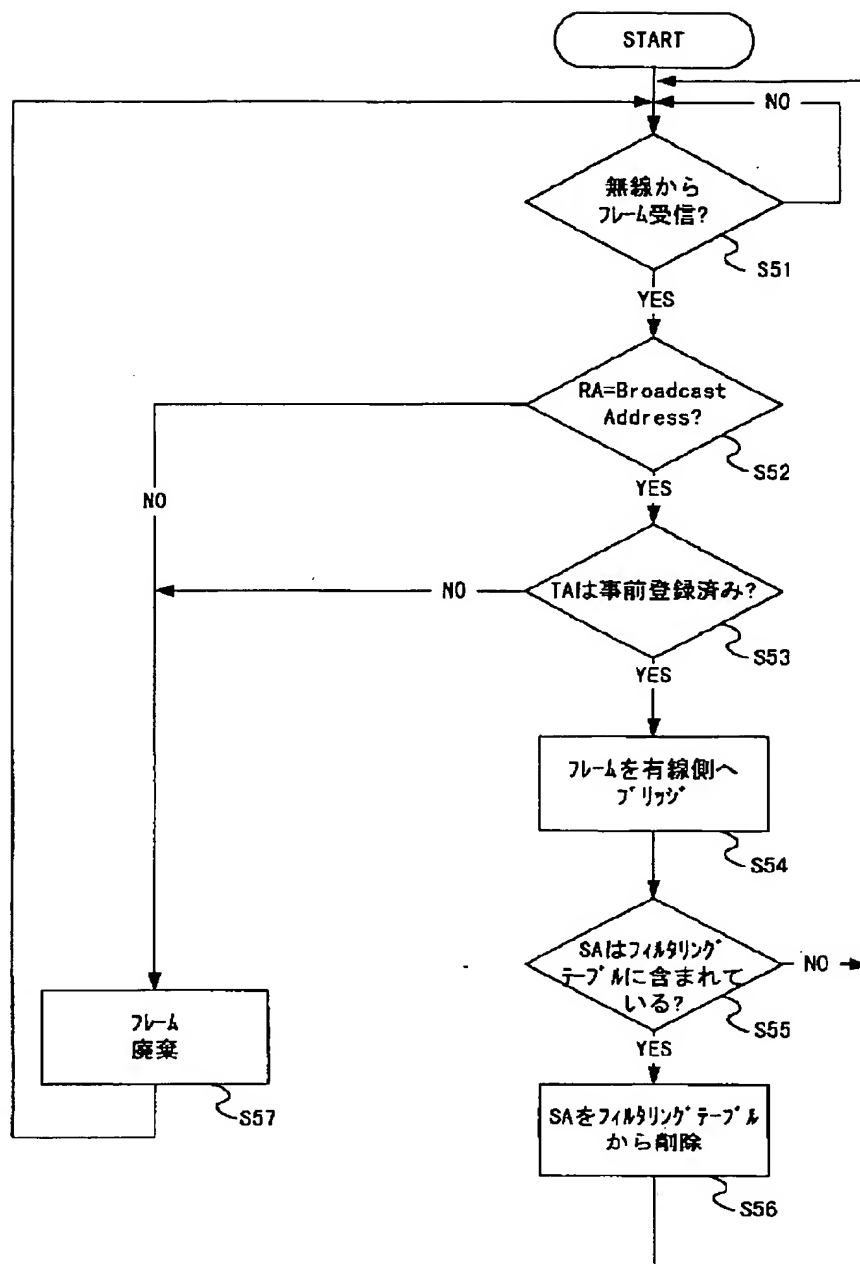 START
NO
無線から
フレーム受信?
S51
YES
RA=Broadcast
Address?
S52
NO
YES
TAは事前登録済み?
NO
S53
YES
フレームを有線側へ
ブリッジ
S54
SAはフィルタリング
テーブルに含まれて
いる?
NO
S55
YES
フレーム
廃棄
S57
SAをフィルタリングテーブル
から削除
S56